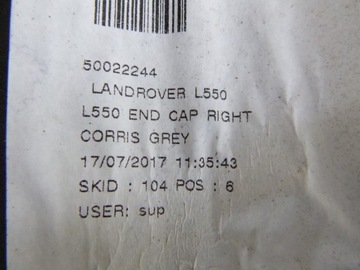 50022244
LANDROVER L550
L550 END CAP RIGHT
CORRIS GREY
17/07/2017 11:35:43
SKID : 104 POS : 6
USER: sup